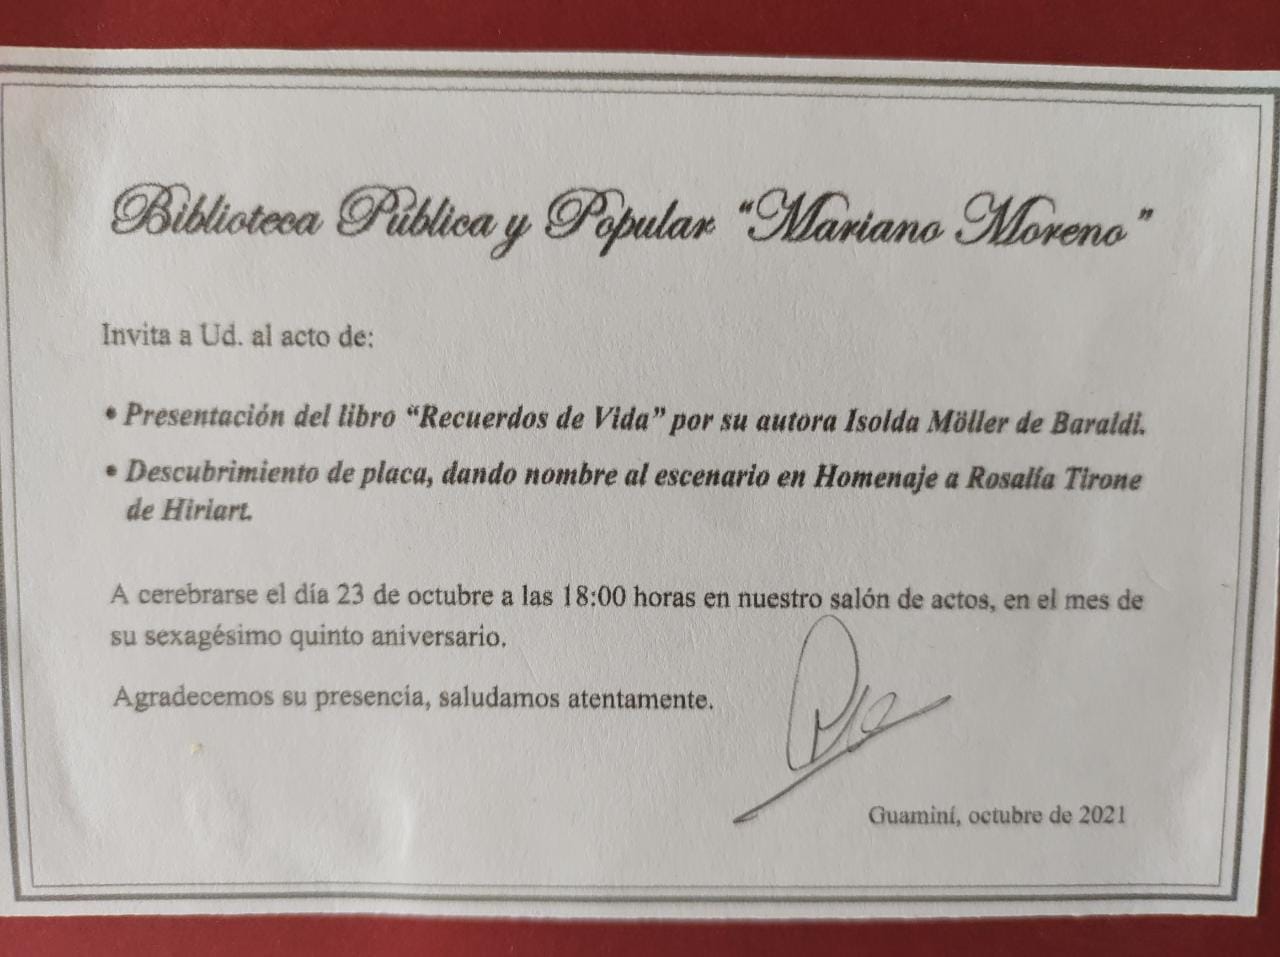 Biblioteca Pública y Popular “Mariano Moreno”
Invita a Ud. al acto de:
• Presentación del libro “Recuerdos de Vida” por su autora Isolda Möller de Baraldi.
• Descubrimiento de placa, dando nombre al escenario en Homenaje a Rosalía Tirone
de Hiriart.
A cerebrarse el día 23 de octubre a las 18:00 horas en nuestro salón de actos, en el mes de
su sexagésimo quinto aniversario.
Agradecemos su presencia, saludamos atentamente.
Guaminí, octubre de 2021